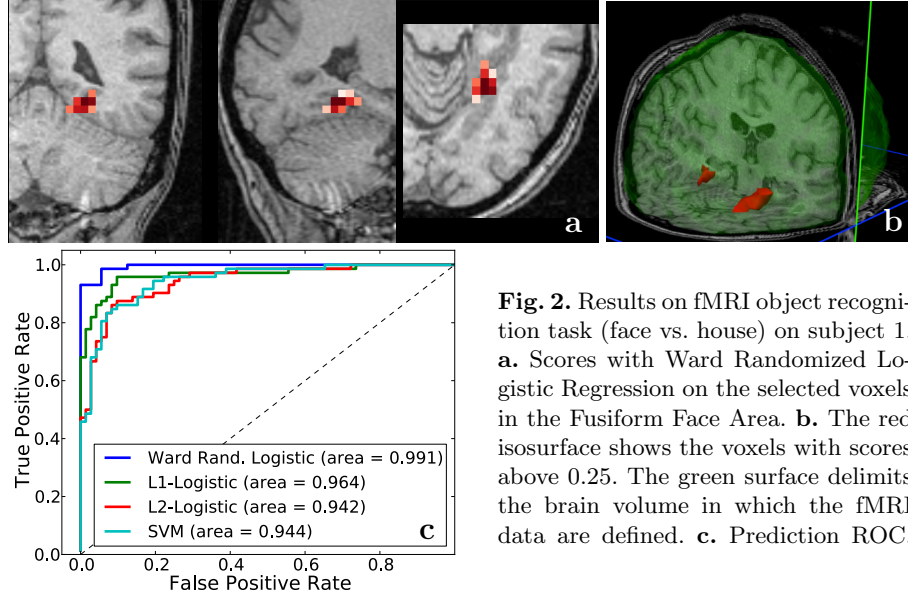 a
b
1.0
0.8
0.6
0.4
0.2
0.0
True Positive Rate
Ward Rand. Logistic (area = 0.991)
L1-Logistic (area = 0.964)
L2-Logistic (area = 0.942)
SVM (area = 0.944)
c
0.0 0.2 0.4 0.6 0.8
False Positive Rate
Fig. 2. Results on fMRI object recogni-
tion task (face vs. house) on subject 1.
a. Scores with Ward Randomized Lo-
gistic Regression on the selected voxels
in the Fusiform Face Area. b. The red
isosurface shows the voxels with scores
above 0.25. The green surface delimits
the brain volume in which the fMRI
data are defined. c. Prediction ROC.